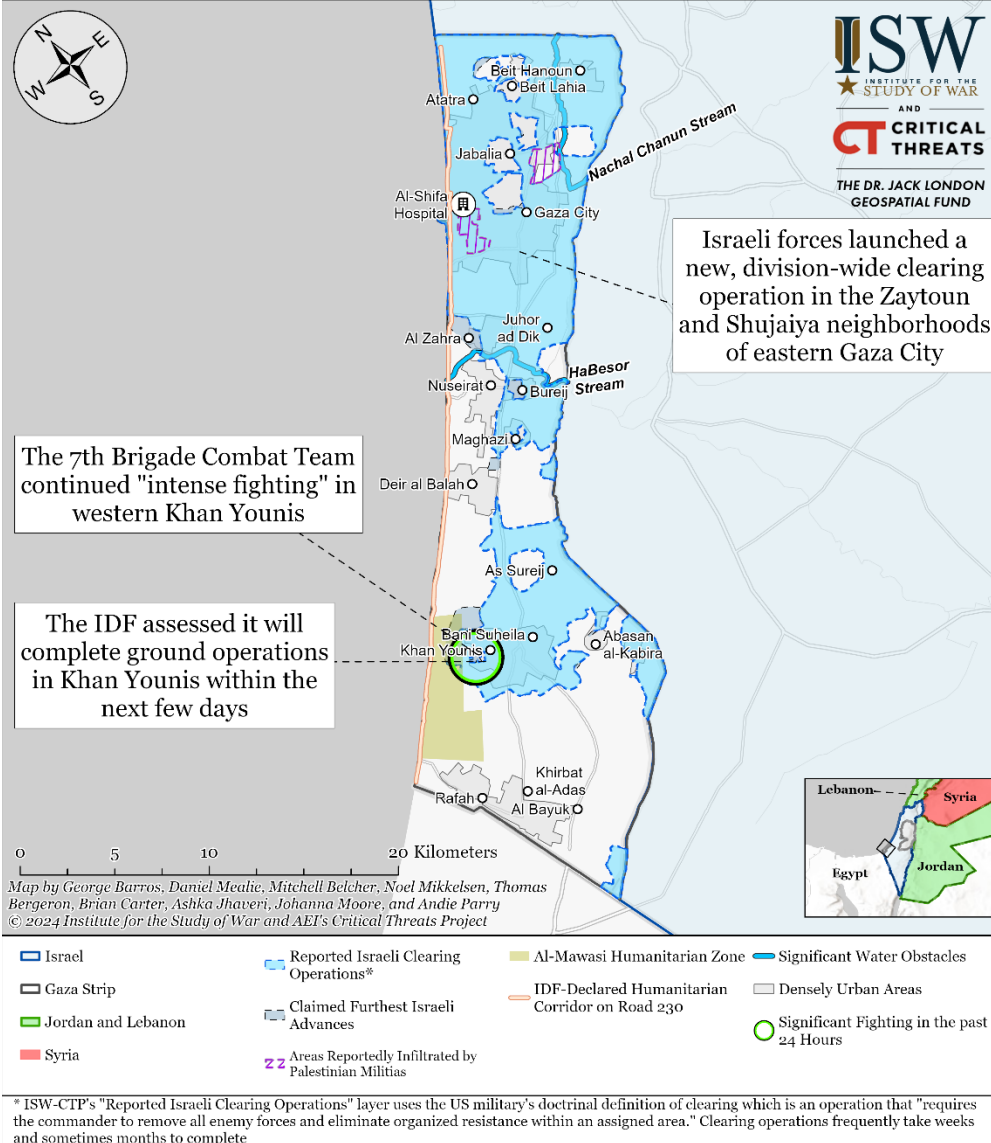 N
E
W
S
ISW
INSTITUTE FOR THE
STUDY OF WAR
AND
CT CRITICAL
THREATS
THE DR. JACK LONDON
GEOSPATIAL FUND
Beit Hanoun
Beit Lahia
Atatra
Nachal Chanun Stream
Jabalia
Al-Shifa
Hospital
Gaza City
Israeli forces launched a
new, division-wide clearing
operation in the Zaytoun
and Shujaiya neighborhoods
of eastern Gaza City
Juhor
ad Dik
Al Zahra
HaBesor
Stream
Nuseirat
Bureij
Maghazi
The 7th Brigade Combat Team
continued "intense fighting" in
western Khan Younis
Deir al Balah
As Sureij
The IDF assessed it will
complete ground operations
in Khan Younis within the
next few days
Bani Suheila
Khan Younis
Abasan
al-Kabira
Khirbat
al-Adas
Rafah
Al Bayuk
Lebanon
Syria
Jordan
Egypt
0 5 10 20 Kilometers
Map by George Barros, Daniel Mealie, Mitchell Belcher, Noel Mikkelsen, Thomas
Bergeron, Brian Carter, Ashka Jhaveri, Johanna Moore, and Andie Parry
© 2024 Institute for the Study of War and AEI's Critical Threats Project
Israel
Gaza Strip
Jordan and Lebanon
Syria
Reported Israeli Clearing
Operations*
Claimed Furthest Israeli
Advances
Areas Reportedly Infiltrated by
Palestinian Militias
Al-Mawasi Humanitarian Zone
IDF-Declared Humanitarian
Corridor on Road 230
Significant Water Obstacles
Densely Urban Areas
Significant Fighting in the past
24 Hours
* ISW-CTP's "Reported Israeli Clearing Operations" layer uses the US military's doctrinal definition of clearing which is an operation that "requires
the commander to remove all enemy forces and eliminate organized resistance within an assigned area." Clearing operations frequently take weeks
and sometimes months to complete